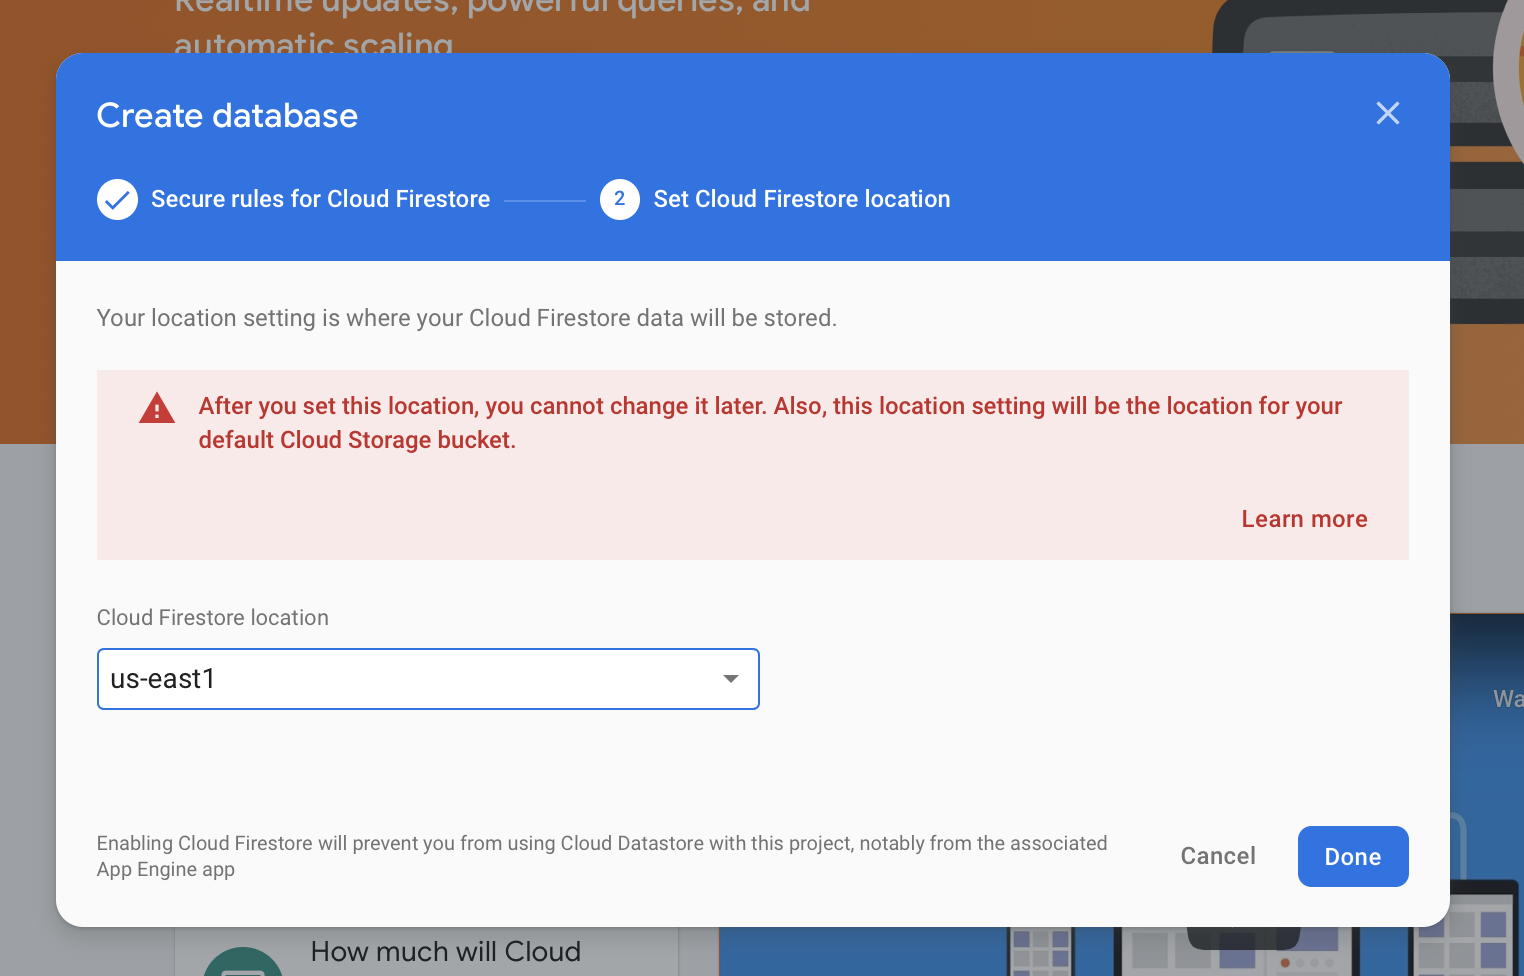 Realtime updates, powerful queries, and
automatic scaling
Create database
Secure rules for Cloud Firestore
2
Set Cloud Firestore location
Your location setting is where your Cloud Firestore data will be stored.
After you set this location, you cannot change it later. Also, this location setting will be the location for your
default Cloud Storage bucket.
Learn more
Cloud Firestore location
us-east1
Wa
Enabling Cloud Firestore will prevent you from using Cloud Datastore with this project, notably from the associated
App Engine app
Cancel
Done
How much will Cloud